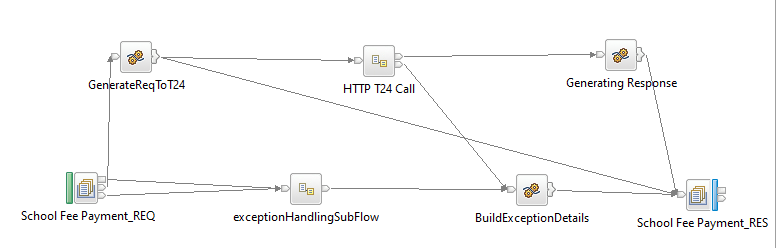 GenerateReqToT24
HTTP T24 Call
Generating Response
School Fee Payment_REQ
exceptionHandlingSubFlow
BuildExceptionDetails
School Fee Payment_RES